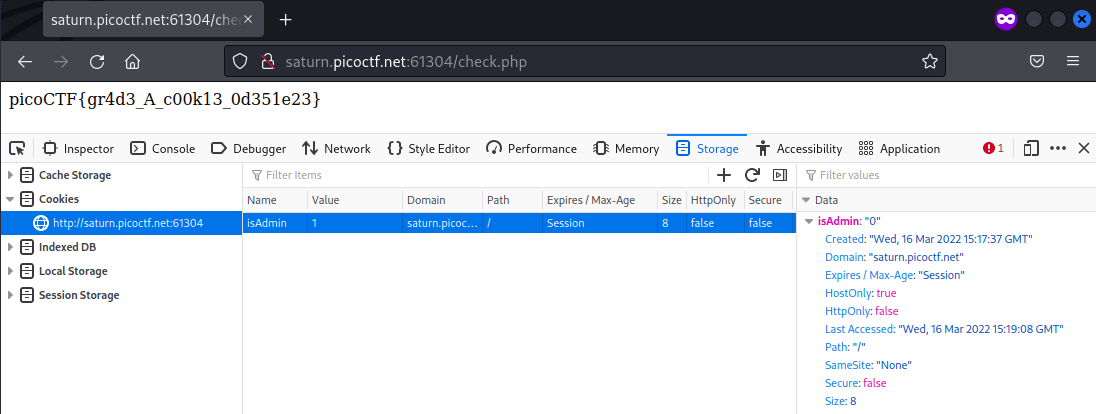 saturn.picoctf.net:61304/che
saturn.picoctf.net:61304/check.php
picoCTF{gr4d3_A_c00k13_0d351e23}
Inspector Console Debugger Network Style Editor Performance Memory Storage Accessibility Application 1
Cache Storage
Cookies
http://saturn.picoctf.net:61304
Indexed DB
Local Storage
Session Storage
Filter Items
Name Value Domain Path Expires / Max-Age Size HttpOnly Secure
isAdmin 1 saturn.picoc... / Session 8 false false
Filter values
Data
isAdmin: "0"
Created: "Wed, 16 Mar 2022 15:17:37 GMT"
Domain: "saturn.picoctf.net"
Expires / Max-Age: "Session"
HostOnly: true
HttpOnly: false
Last Accessed: "Wed, 16 Mar 2022 15:19:08 GMT"
Path: "/"
SameSite: "None"
Secure: false
Size: 8